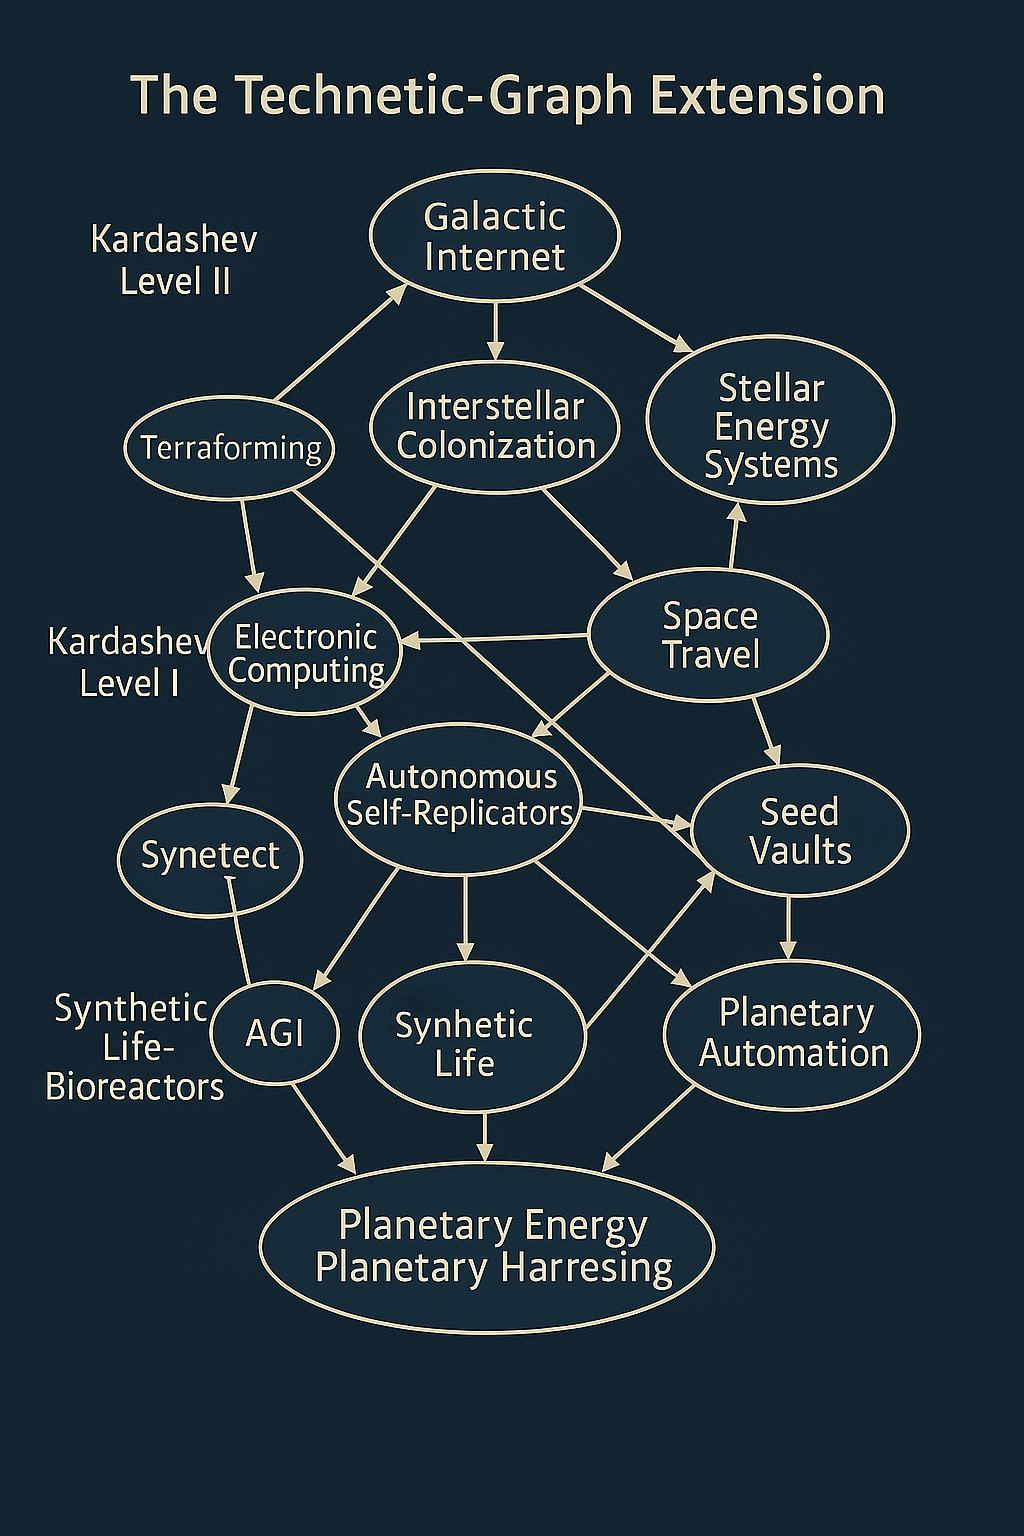 The Technetic-Graph Extension
Galactic
Internet
Kardashev
Level II
Stellar
Energy
Systems
Interstellar
Colonization
Terraforming
Space
Travel
Electronic
Computing
Kardashev
Level I
Autonomous
Self-Replicators
Seed
Vaults
Synetect
Synthetic
Life-
Bioreactors
AGI
Synhetic
Life
Planetary
Automation
Planetary Energy
Planetary Harresing